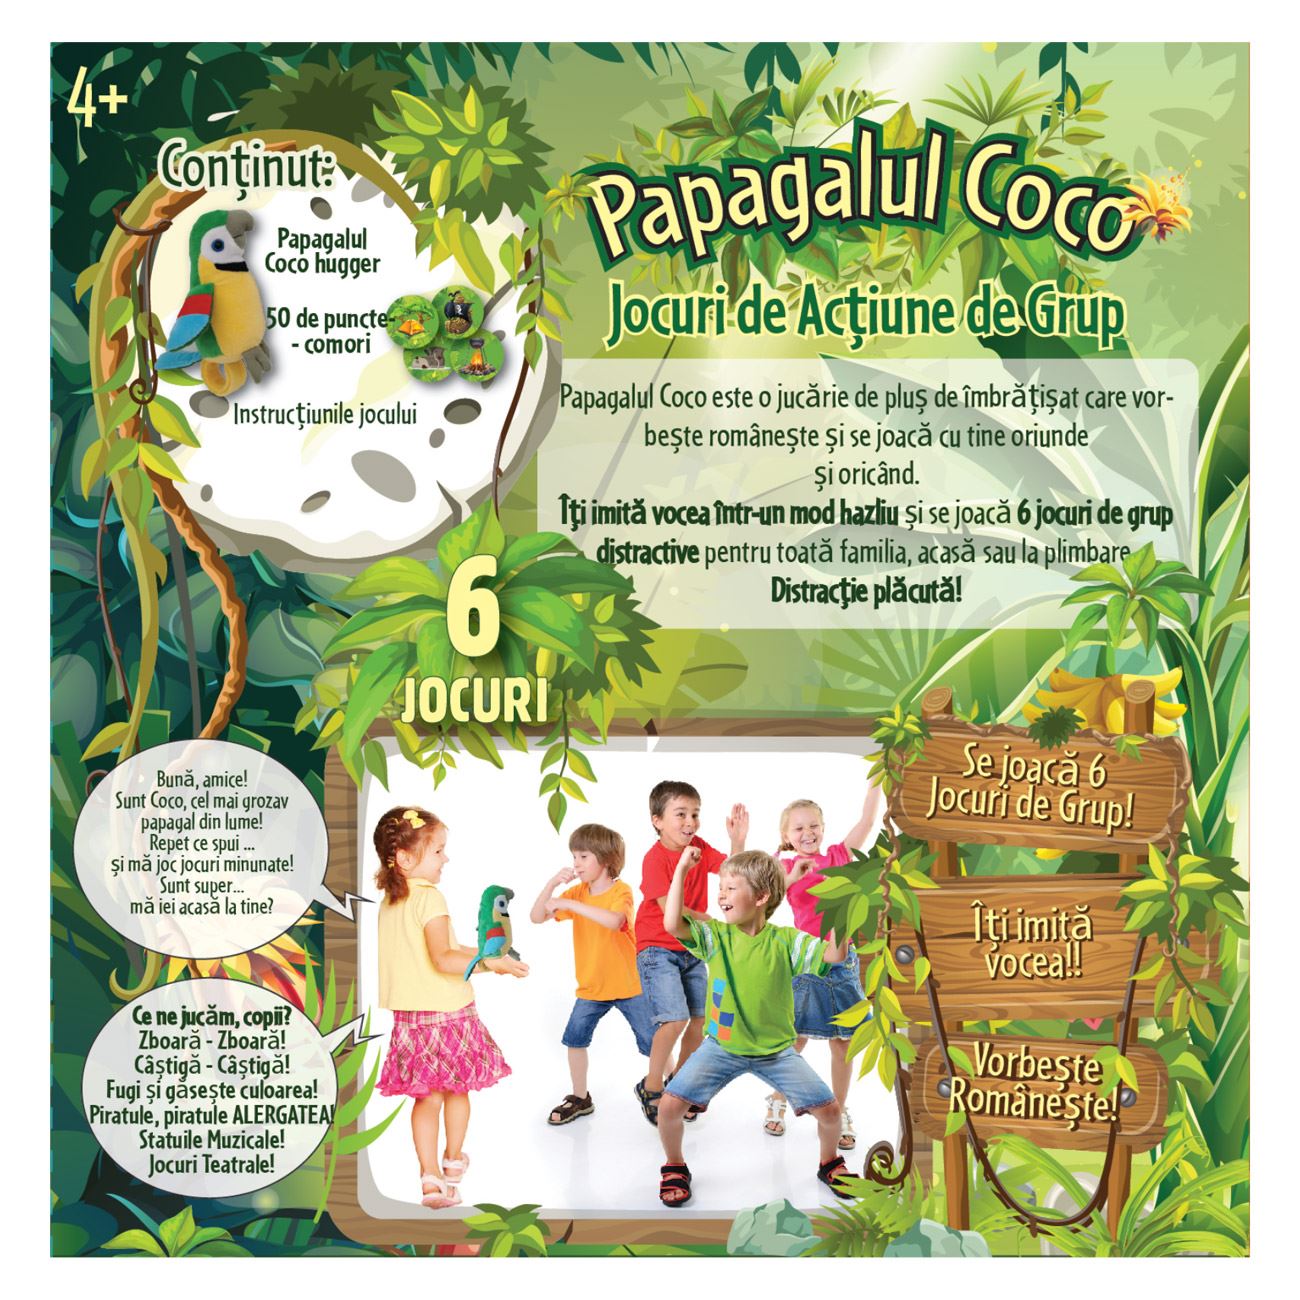 4+
Conținut:
Papagalul
Coco hugger
50 de puncte-
- comori
Instrucțiunile jocului
Papagalul Coco
Jocuri de Acțiune de Grup
Papagalul Coco este o jucărie de pluș de îmbrățișat care vor-
bește românește și se joacă cu tine oriunde
și oricând.
Îți imită vocea într-un mod hazliu și se joacă 6 jocuri de grup
distractive pentru toată familia, acasă sau la plimbare.
Distracție plăcută!
6
JOCURI
Bună, amice!
Sunt Coco, cel mai grozav
papagal din lume!
Repet ce spui ...
și mă joc jocuri minunate!
Sunt super...
mă iei acasă la tine?
Ce ne jucăm, copii?
Zboară - Zboară!
Câștigă - Câștigă!
Fugi și găsește culoarea!
Piratule, piratule ALERGATEA!
Statuile Muzicale!
Jocuri Teatrale!
Se joacă 6
Jocuri de Grup!
Îți imită
vocea!!
Vorbește
Românește!